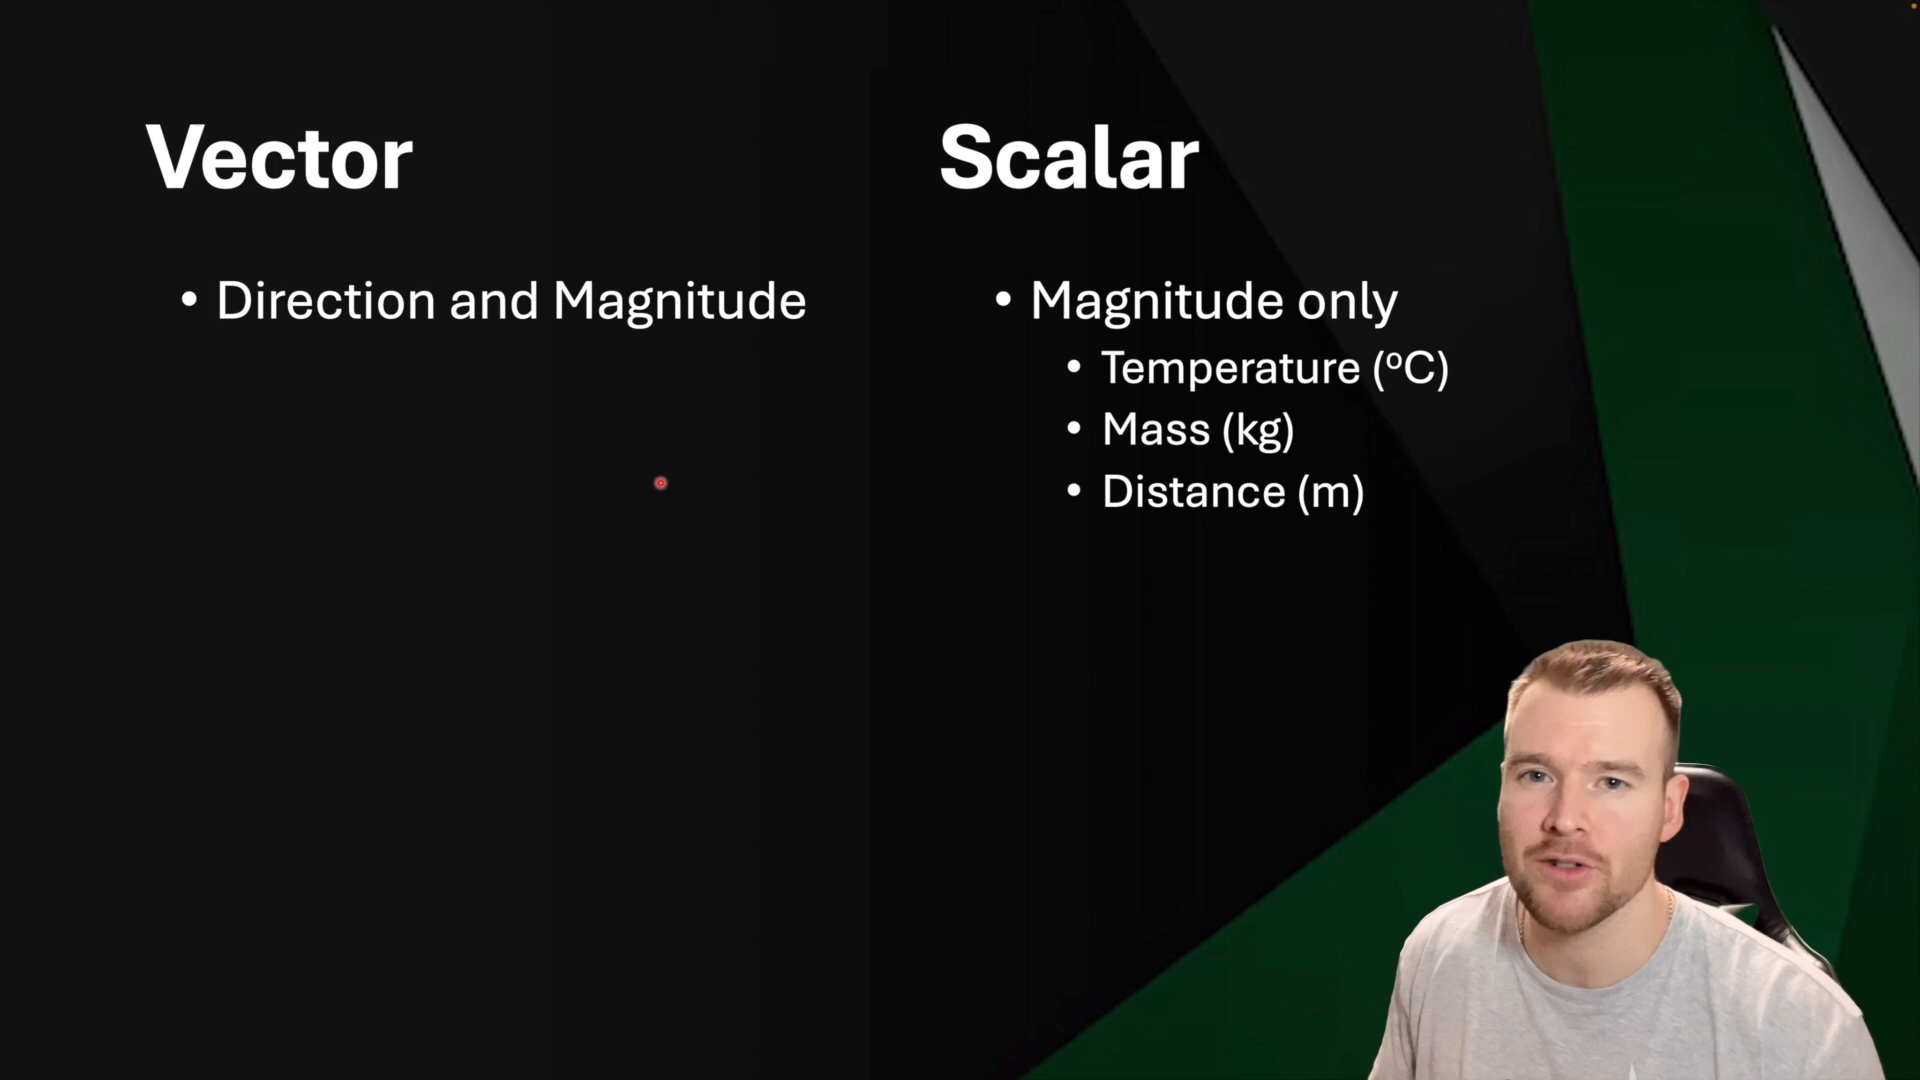 Vector
• Direction and Magnitude
Scalar
• Magnitude only
• Temperature (ºC)
• Mass (kg)
• Distance (m)